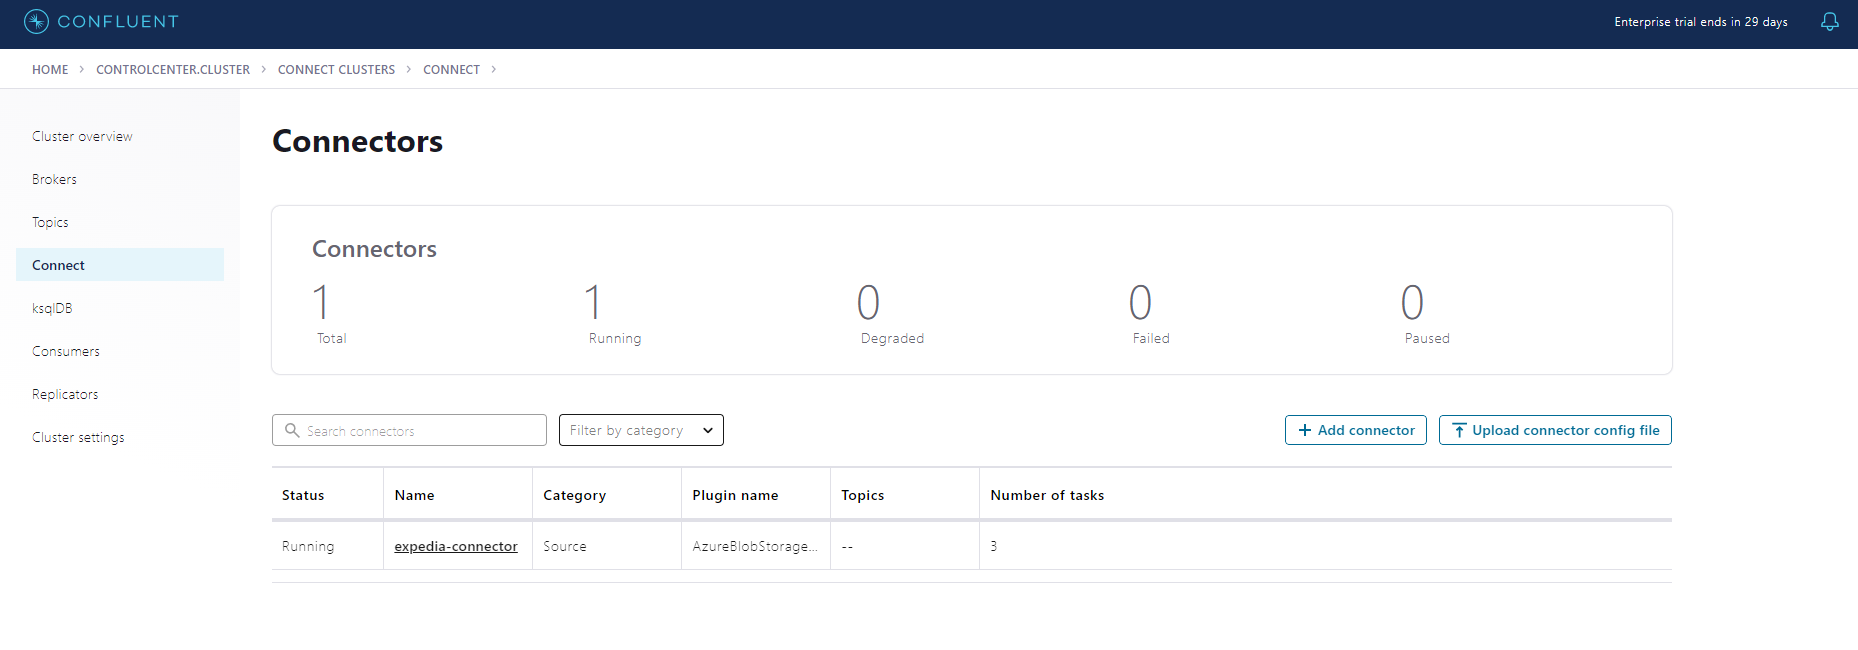 CONFLUENT
Enterprise trial ends in 29 days
HOME > CONTROLCENTER.CLUSTER > CONNECT CLUSTERS > CONNECT >
Cluster overview
Brokers
Topics
Connect
ksqlDB
Consumers
Replicators
Cluster settings
Connectors
Connectors
1 1 0 0 0
Total Running Degraded Failed Paused
Search connectors Filter by category + Add connector Upload connector config file
Status Name Category Plugin name Topics Number of tasks
Running expedia-connector Source AzureBlobStorage... -- 3